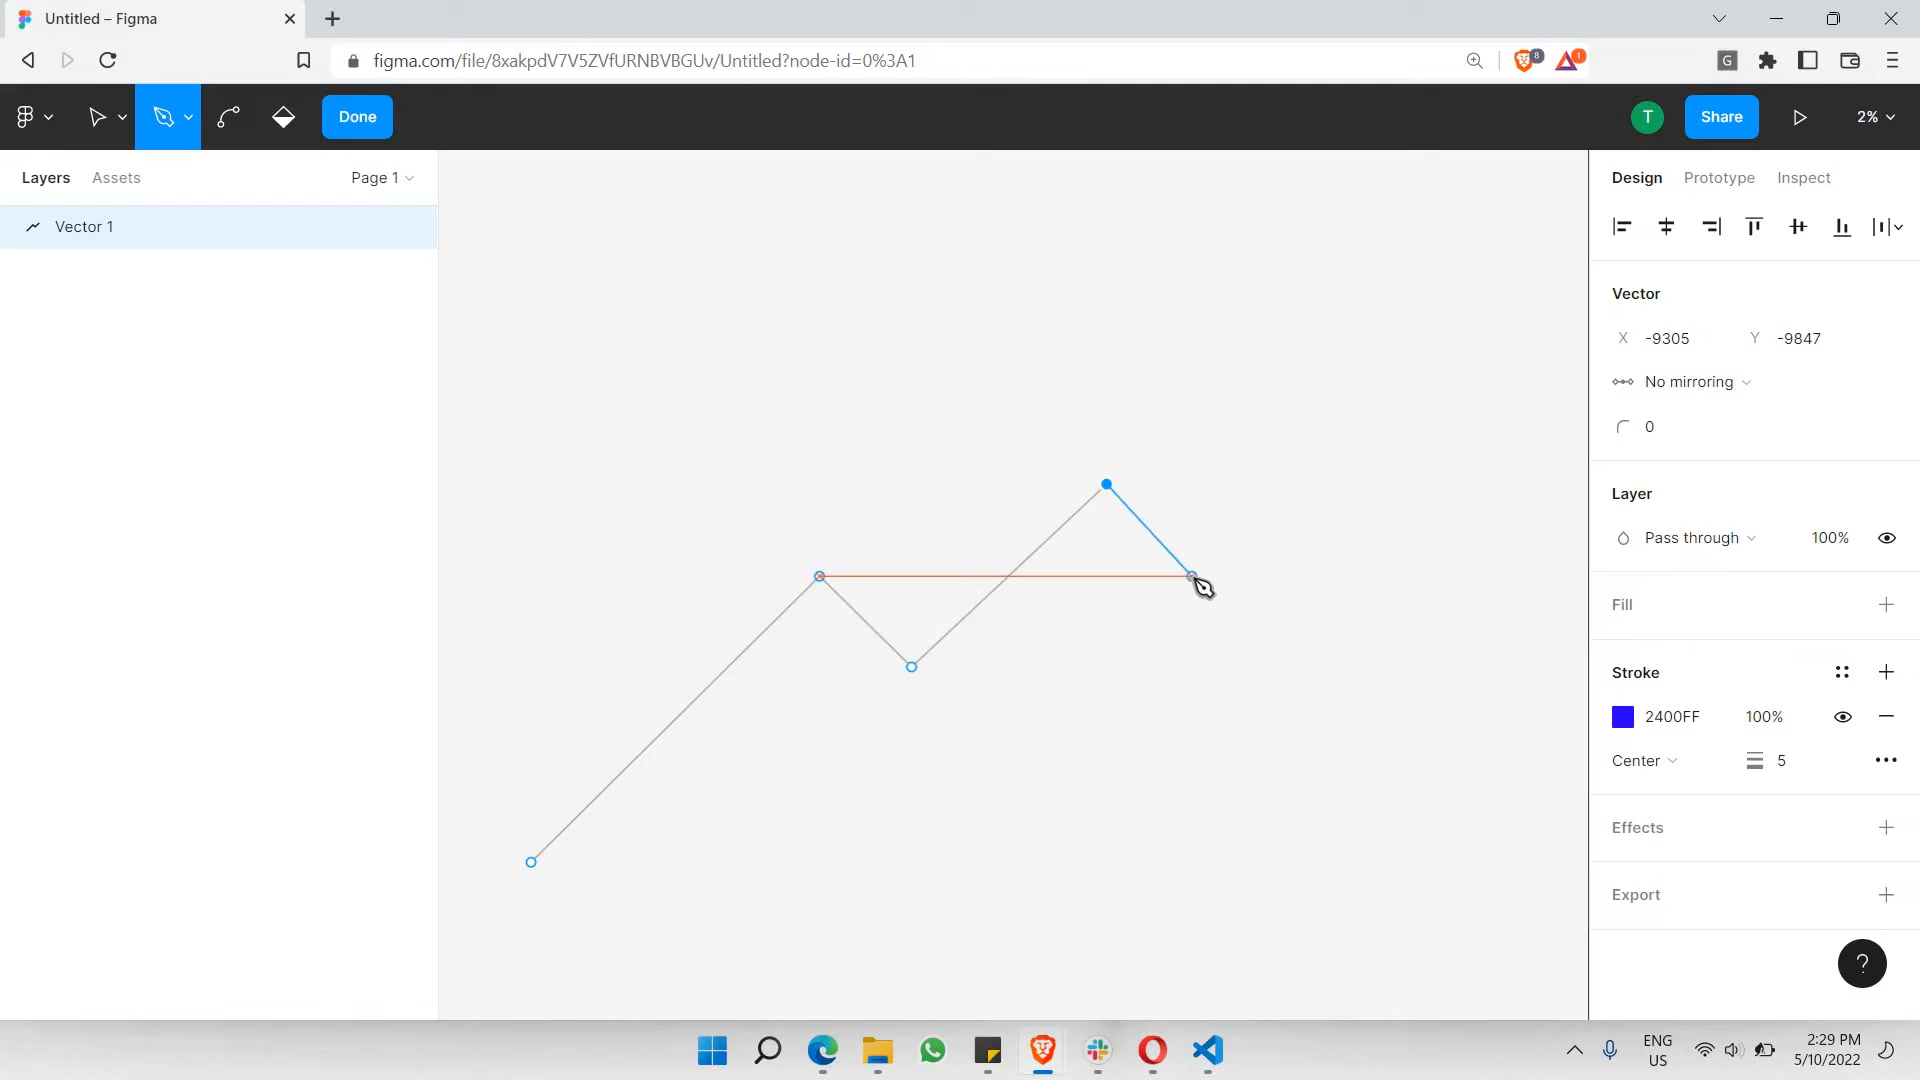 Untitled – Figma
figma.com/file/8xakpdV7V5ZVfURNBVBGUv/Untitled?node-id=0%3A1
8
1
G
Done
T
Share
2%
Layers
Assets
Page 1
Vector 1
Design
Prototype
Inspect
Vector
X -9305
Y -9847
No mirroring
0
Layer
Pass through
100%
Fill
Stroke
2400FF
100%
Center
5
Effects
Export
?
ENG
US
2:29 PM
5/10/2022